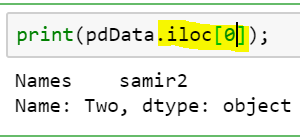 print(pdData.iloc[0]);
Names    samir2
Name: Two, dtype: object